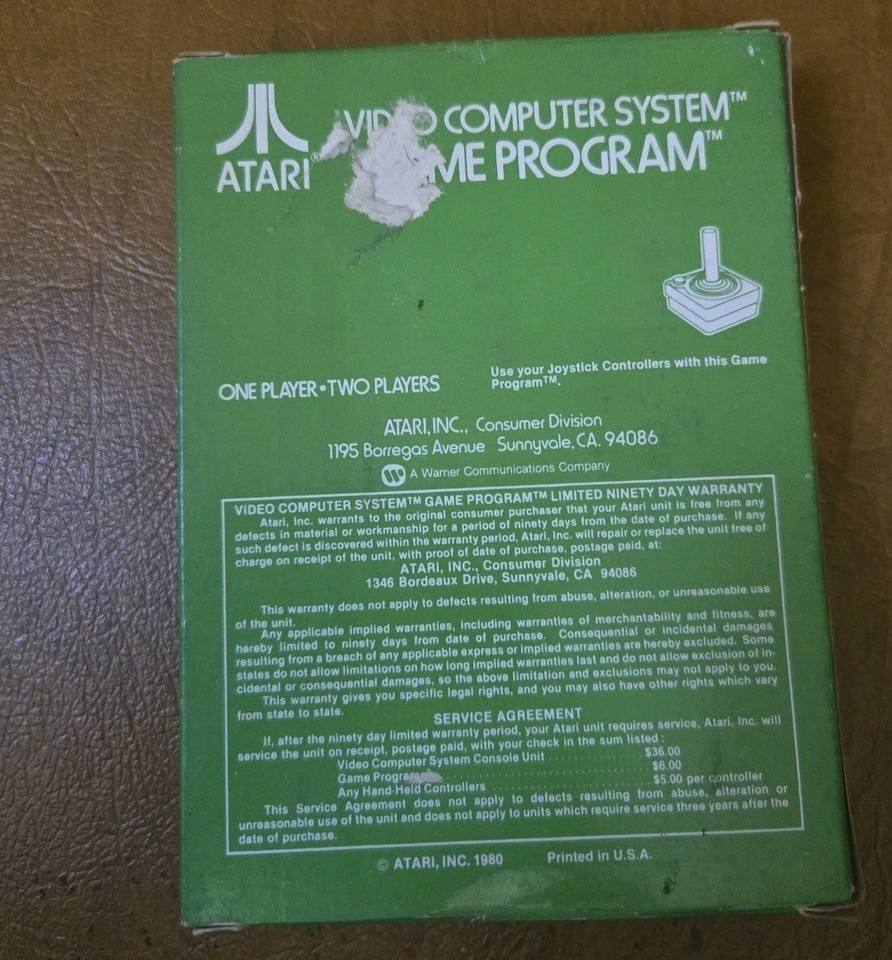 VIDEO COMPUTER SYSTEM™
ATARI® ME PROGRAM™
ONE PLAYER • TWO PLAYERS
Use your Joystick Controllers with this Game
Program™.
ATARI, INC., Consumer Division
1195 Borregas Avenue Sunnyvale, CA. 94086
A Warner Communications Company
VIDEO COMPUTER SYSTEM™ GAME PROGRAM™ LIMITED NINETY DAY WARRANTY
Atari, Inc. warrants to the original consumer purchaser that your Atari unit is free from any
defects in material or workmanship for a period of ninety days from the date of purchase. If any
such defect is discovered within the warranty period, Atari, Inc. will repair or replace the unit free of
charge on receipt of the unit, with proof of date of purchase, postage paid, at:
ATARI, INC., Consumer Division
1346 Bordeaux Drive, Sunnyvale, CA 94086
This warranty does not apply to defects resulting from abuse, alteration, or unreasonable use
of the unit.
Any applicable implied warranties, including warranties of merchantability and fitness, are
hereby limited to ninety days from date of purchase. Consequential or incidental damages
resulting from a breach of any applicable express or implied warranties are hereby excluded. Some
states do not allow limitations on how long implied warranties last and do not allow exclusion of in-
cidental or consequential damages, so the above limitation and exclusions may not apply to you.
This warranty gives you specific legal rights, and you may also have other rights which vary
from state to state.
SERVICE AGREEMENT
If, after the ninety day limited warranty period, your Atari unit requires service, Atari, Inc. will
service the unit on receipt, postage paid, with your check in the sum listed:
Video Computer System Console Unit . . . . . . . . . . $36.00
Game Program . . . . . . . . . . $6.00
Any Hand-Held Controllers . . . . . . . . . . $5.00 per controller
This Service Agreement does not apply to defects resulting from abuse, alteration or
unreasonable use of the unit and does not apply to units which require service three years after the
date of purchase.
© ATARI, INC. 1980 Printed in U.S.A.